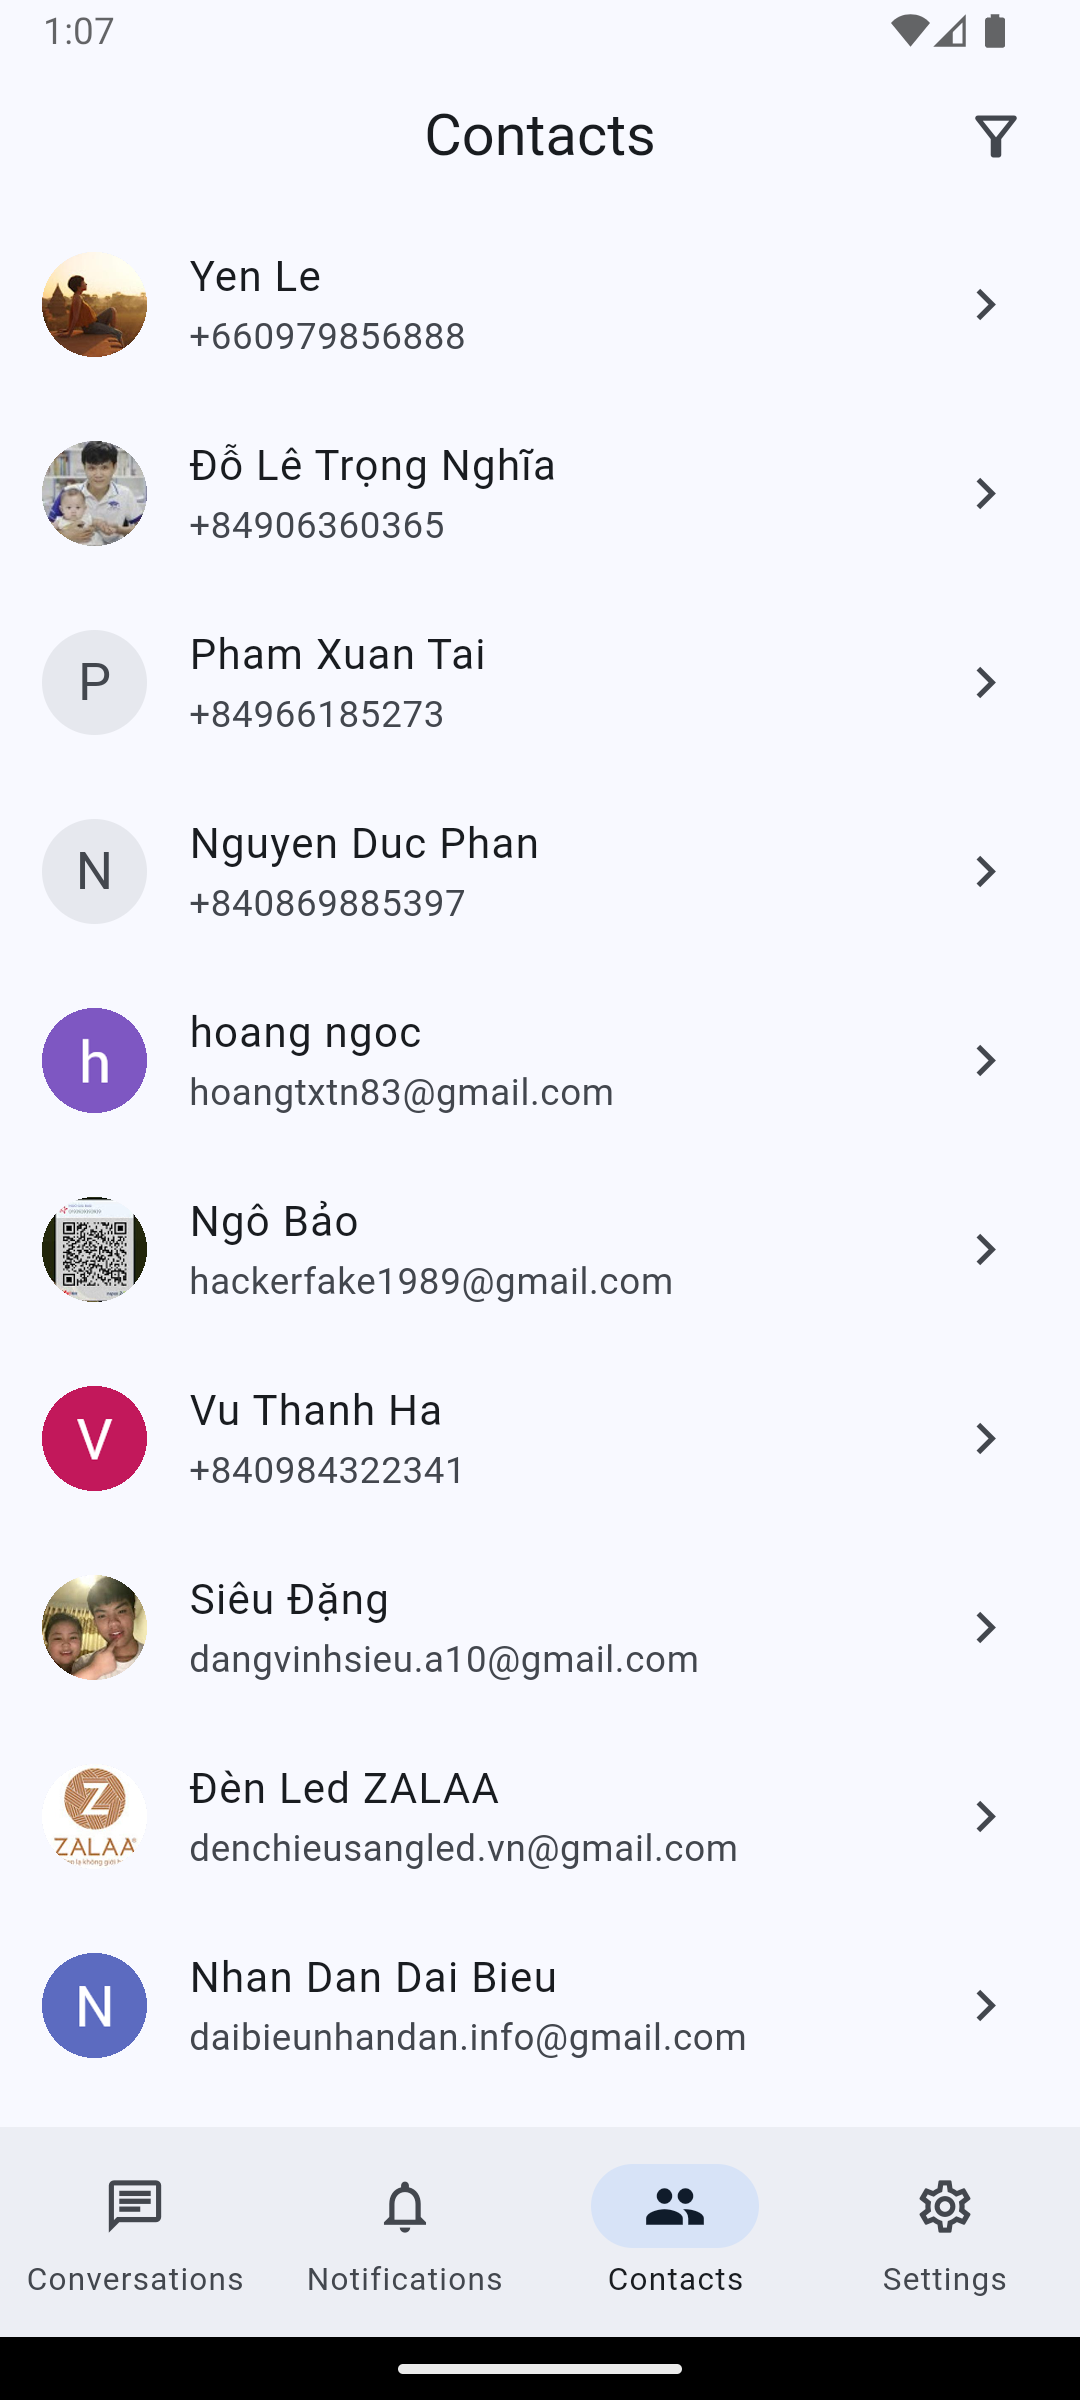 1:07
Contacts
Yen Le
+660979856888
Đỗ Lê Trọng Nghĩa
+84906360365
P
Pham Xuan Tai
+84966185273
N
Nguyen Duc Phan
+840869885397
h
hoang ngoc
hoangtxtn83@gmail.com
Ngô Bảo
hackerfake1989@gmail.com
V
Vu Thanh Ha
+840984322341
Siêu Đặng
dangvinhsieu.a10@gmail.com
Z
ZALAA
Đèn Led ZALAA
denchieusangled.vn@gmail.com
N
Nhan Dan Dai Bieu
daibieunhandan.info@gmail.com
Conversations
Notifications
Contacts
Settings